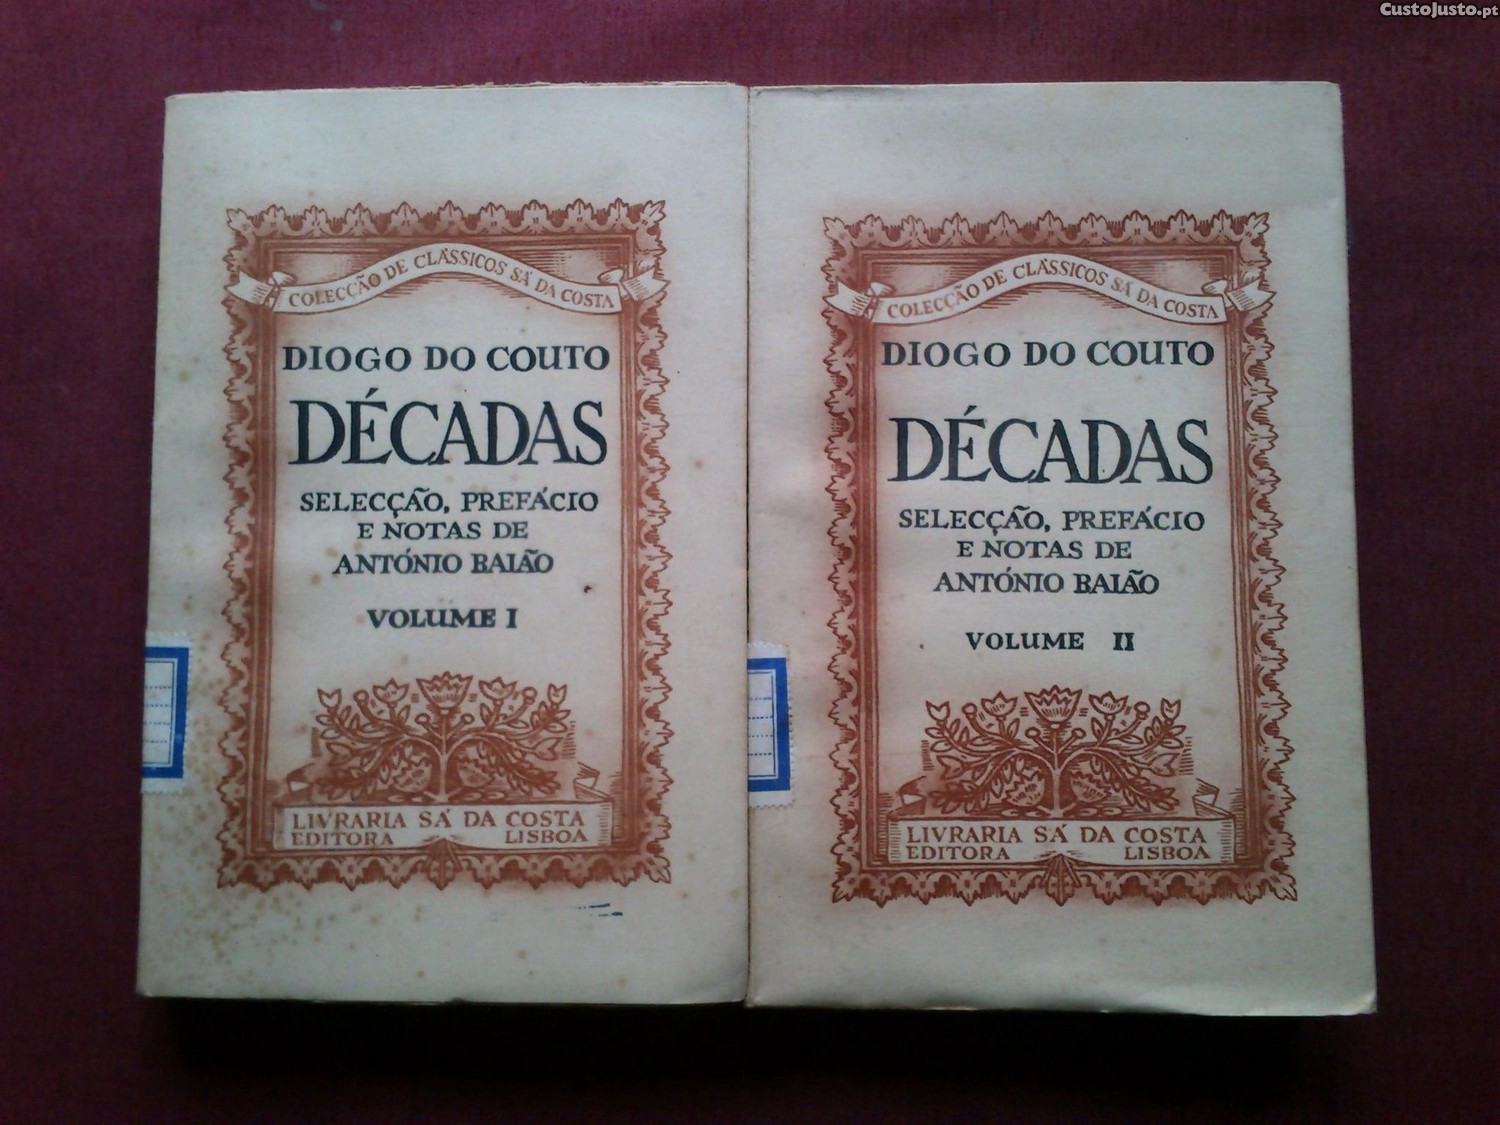 CustoJusto.pt
COLECÇÃO DE CLÁSSICOS SÁ DA COSTA
DIOGO DO COUTO
DÉCADAS
SELECÇÃO, PREFÁCIO
E NOTAS DE
ANTÓNIO BAIÃO
VOLUME I
LIVRARIA SÁ DA COSTA
EDITORA LISBOA
COLECÇÃO DE CLÁSSICOS SÁ DA COSTA
DIOGO DO COUTO
DÉCADAS
SELECÇÃO, PREFÁCIO
E NOTAS DE
ANTÓNIO BAIÃO
VOLUME II
LIVRARIA SÁ DA COSTA
EDITORA LISBOA